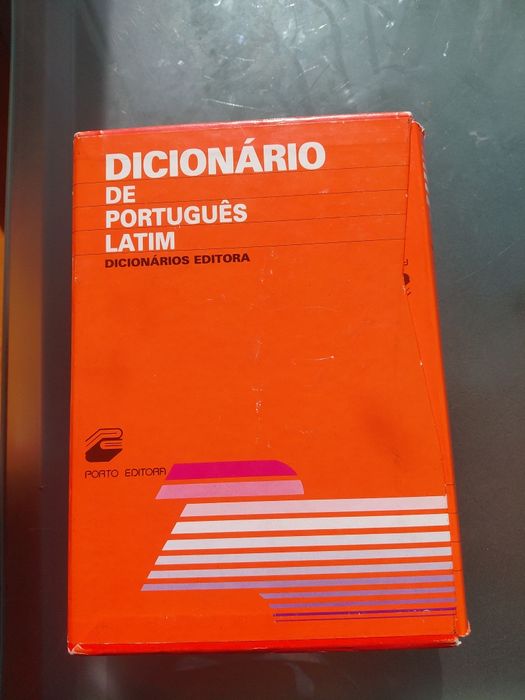 DICIONÁRIO
DE
PORTUGUÊS
LATIM
DICIONÁRIOS EDITORA
PORTO EDITORA